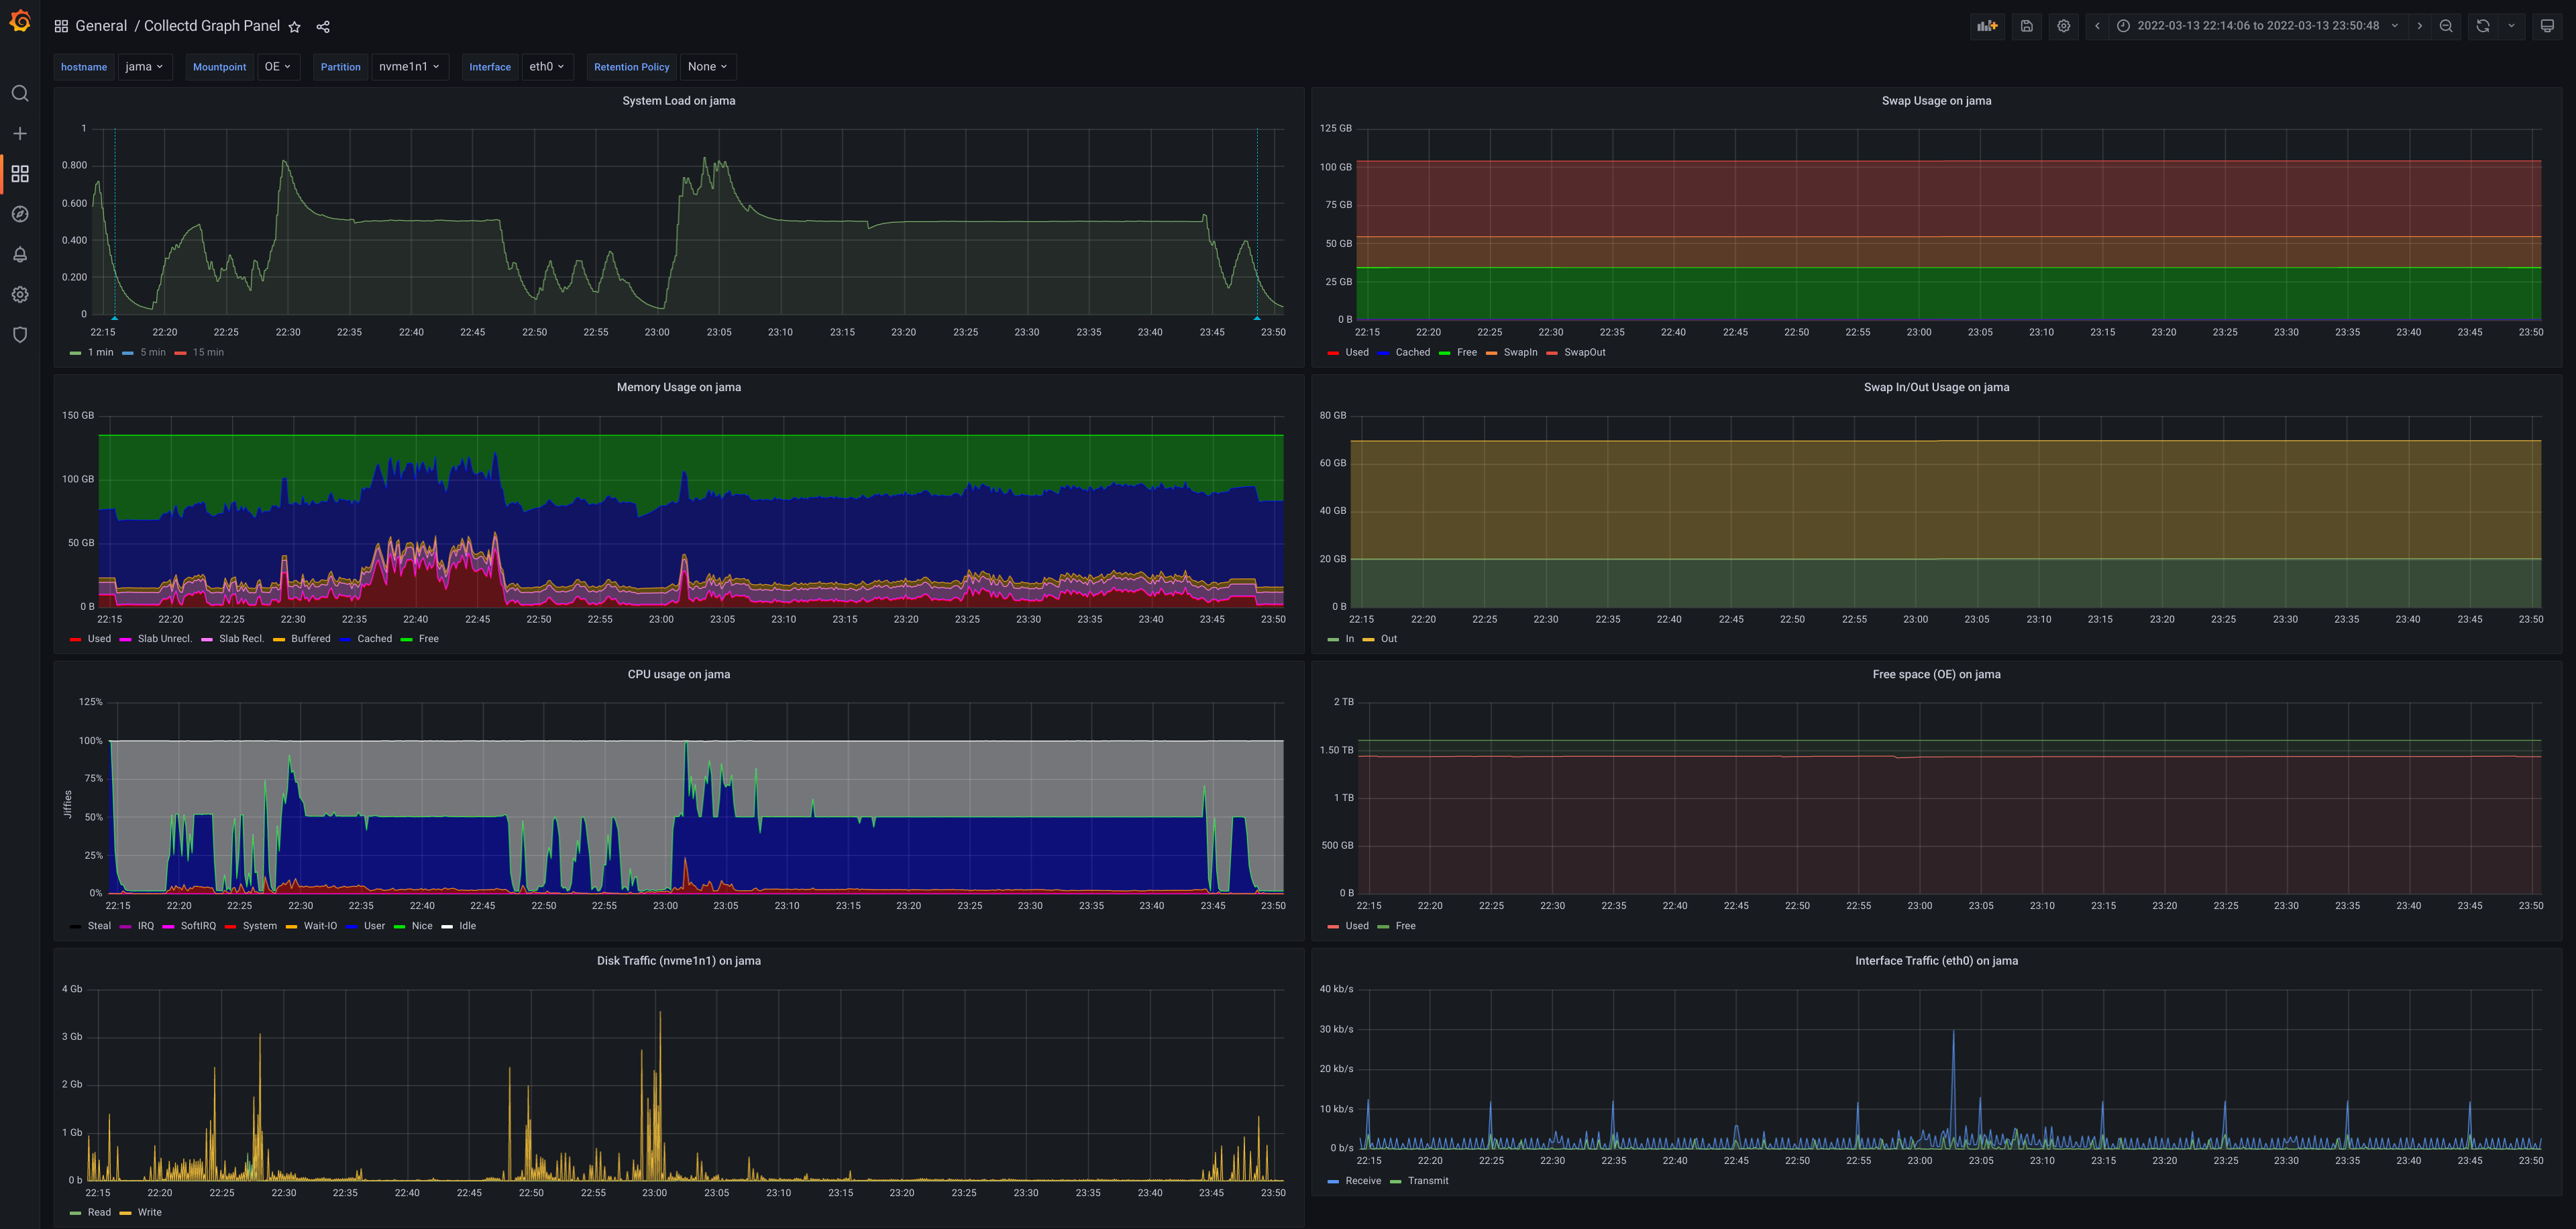 General / Collectd Graph Panel
2022-03-13 22:14:06 to 2022-03-13 23:50:48
hostname jama Mountpoint OE Partition nvme1n1 Interface eth0 Retention Policy None
System Load on jama
1
0.800
0.600
0.400
0.200
0
22:15 22:20 22:25 22:30 22:35 22:40 22:45 22:50 22:55 23:00 23:05 23:10 23:15 23:20 23:25 23:30 23:35 23:40 23:45 23:50
1 min 5 min 15 min
Swap Usage on jama
125 GB
100 GB
75 GB
50 GB
25 GB
0 B
22:15 22:20 22:25 22:30 22:35 22:40 22:45 22:50 22:55 23:00 23:05 23:10 23:15 23:20 23:25 23:30 23:35 23:40 23:45 23:50
Used Cached Free SwapIn SwapOut
Memory Usage on jama
150 GB
100 GB
50 GB
0 B
22:15 22:20 22:25 22:30 22:35 22:40 22:45 22:50 22:55 23:00 23:05 23:10 23:15 23:20 23:25 23:30 23:35 23:40 23:45 23:50
Used Slab Unrecl. Slab Recl. Buffered Cached Free
Swap In/Out Usage on jama
80 GB
60 GB
40 GB
20 GB
0 B
22:15 22:20 22:25 22:30 22:35 22:40 22:45 22:50 22:55 23:00 23:05 23:10 23:15 23:20 23:25 23:30 23:35 23:40 23:45 23:50
In Out
CPU usage on jama
Jiffies
125%
100%
75%
50%
25%
0%
22:15 22:20 22:25 22:30 22:35 22:40 22:45 22:50 22:55 23:00 23:05 23:10 23:15 23:20 23:25 23:30 23:35 23:40 23:45 23:50
Steal IRQ SoftIRQ System Wait-IO User Nice Idle
Free space (OE) on jama
2 TB
1.50 TB
1 TB
500 GB
0 B
22:15 22:20 22:25 22:30 22:35 22:40 22:45 22:50 22:55 23:00 23:05 23:10 23:15 23:20 23:25 23:30 23:35 23:40 23:45 23:50
Used Free
Disk Traffic (nvme1n1) on jama
4 Gb
3 Gb
2 Gb
1 Gb
0 b
22:15 22:20 22:25 22:30 22:35 22:40 22:45 22:50 22:55 23:00 23:05 23:10 23:15 23:20 23:25 23:30 23:35 23:40 23:45 23:50
Read Write
Interface Traffic (eth0) on jama
40 kb/s
30 kb/s
20 kb/s
10 kb/s
0 b/s
22:15 22:20 22:25 22:30 22:35 22:40 22:45 22:50 22:55 23:00 23:05 23:10 23:15 23:20 23:25 23:30 23:35 23:40 23:45 23:50
Receive Transmit